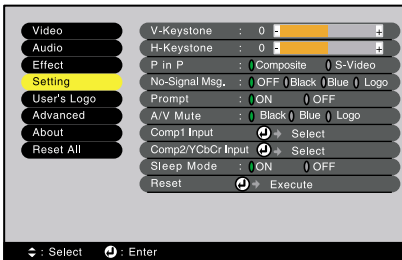 Video
Audio
Effect
Setting
User's Logo
Advanced
About
Reset All
V-Keystone : 0 - +
H-Keystone : 0 - +
P in P : Composite S-Video
No-Signal Msg. : OFF Black Blue Logo
Prompt : ON OFF
A/V Mute : Black Blue Logo
Comp1 Input Select
Comp2/YCbCr Input Select
Sleep Mode : ON OFF
Reset Execute
: Select : Enter